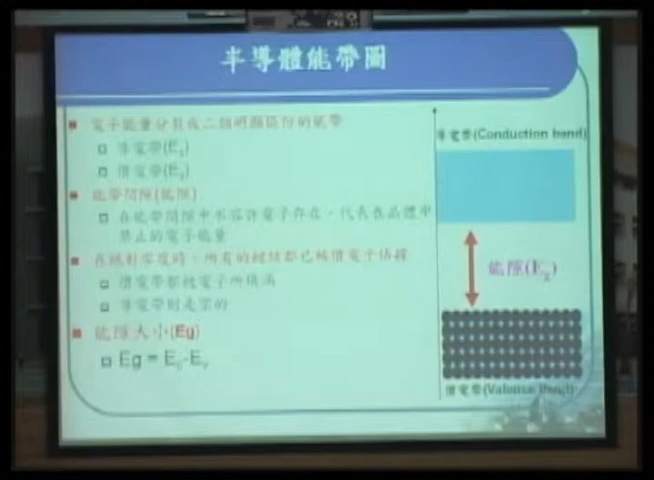 半導體能帶圖
電子能量分裂成二個明顯區份的能帶
導電帶(Ec)
價電帶(Ev)
能帶間隙(能隙)
在能帶間隙中不容許電子存在，代表在晶體中
禁止的電子能量
在絕對零度時，所有的鍵結都已被價電子佔據
價電帶都被電子所填滿
導電帶則是空的
能隙大小(Eg)
Eg = Ec-Ev
導電帶(Conduction band)
能隙(Eg)
價電帶(Valence Band)